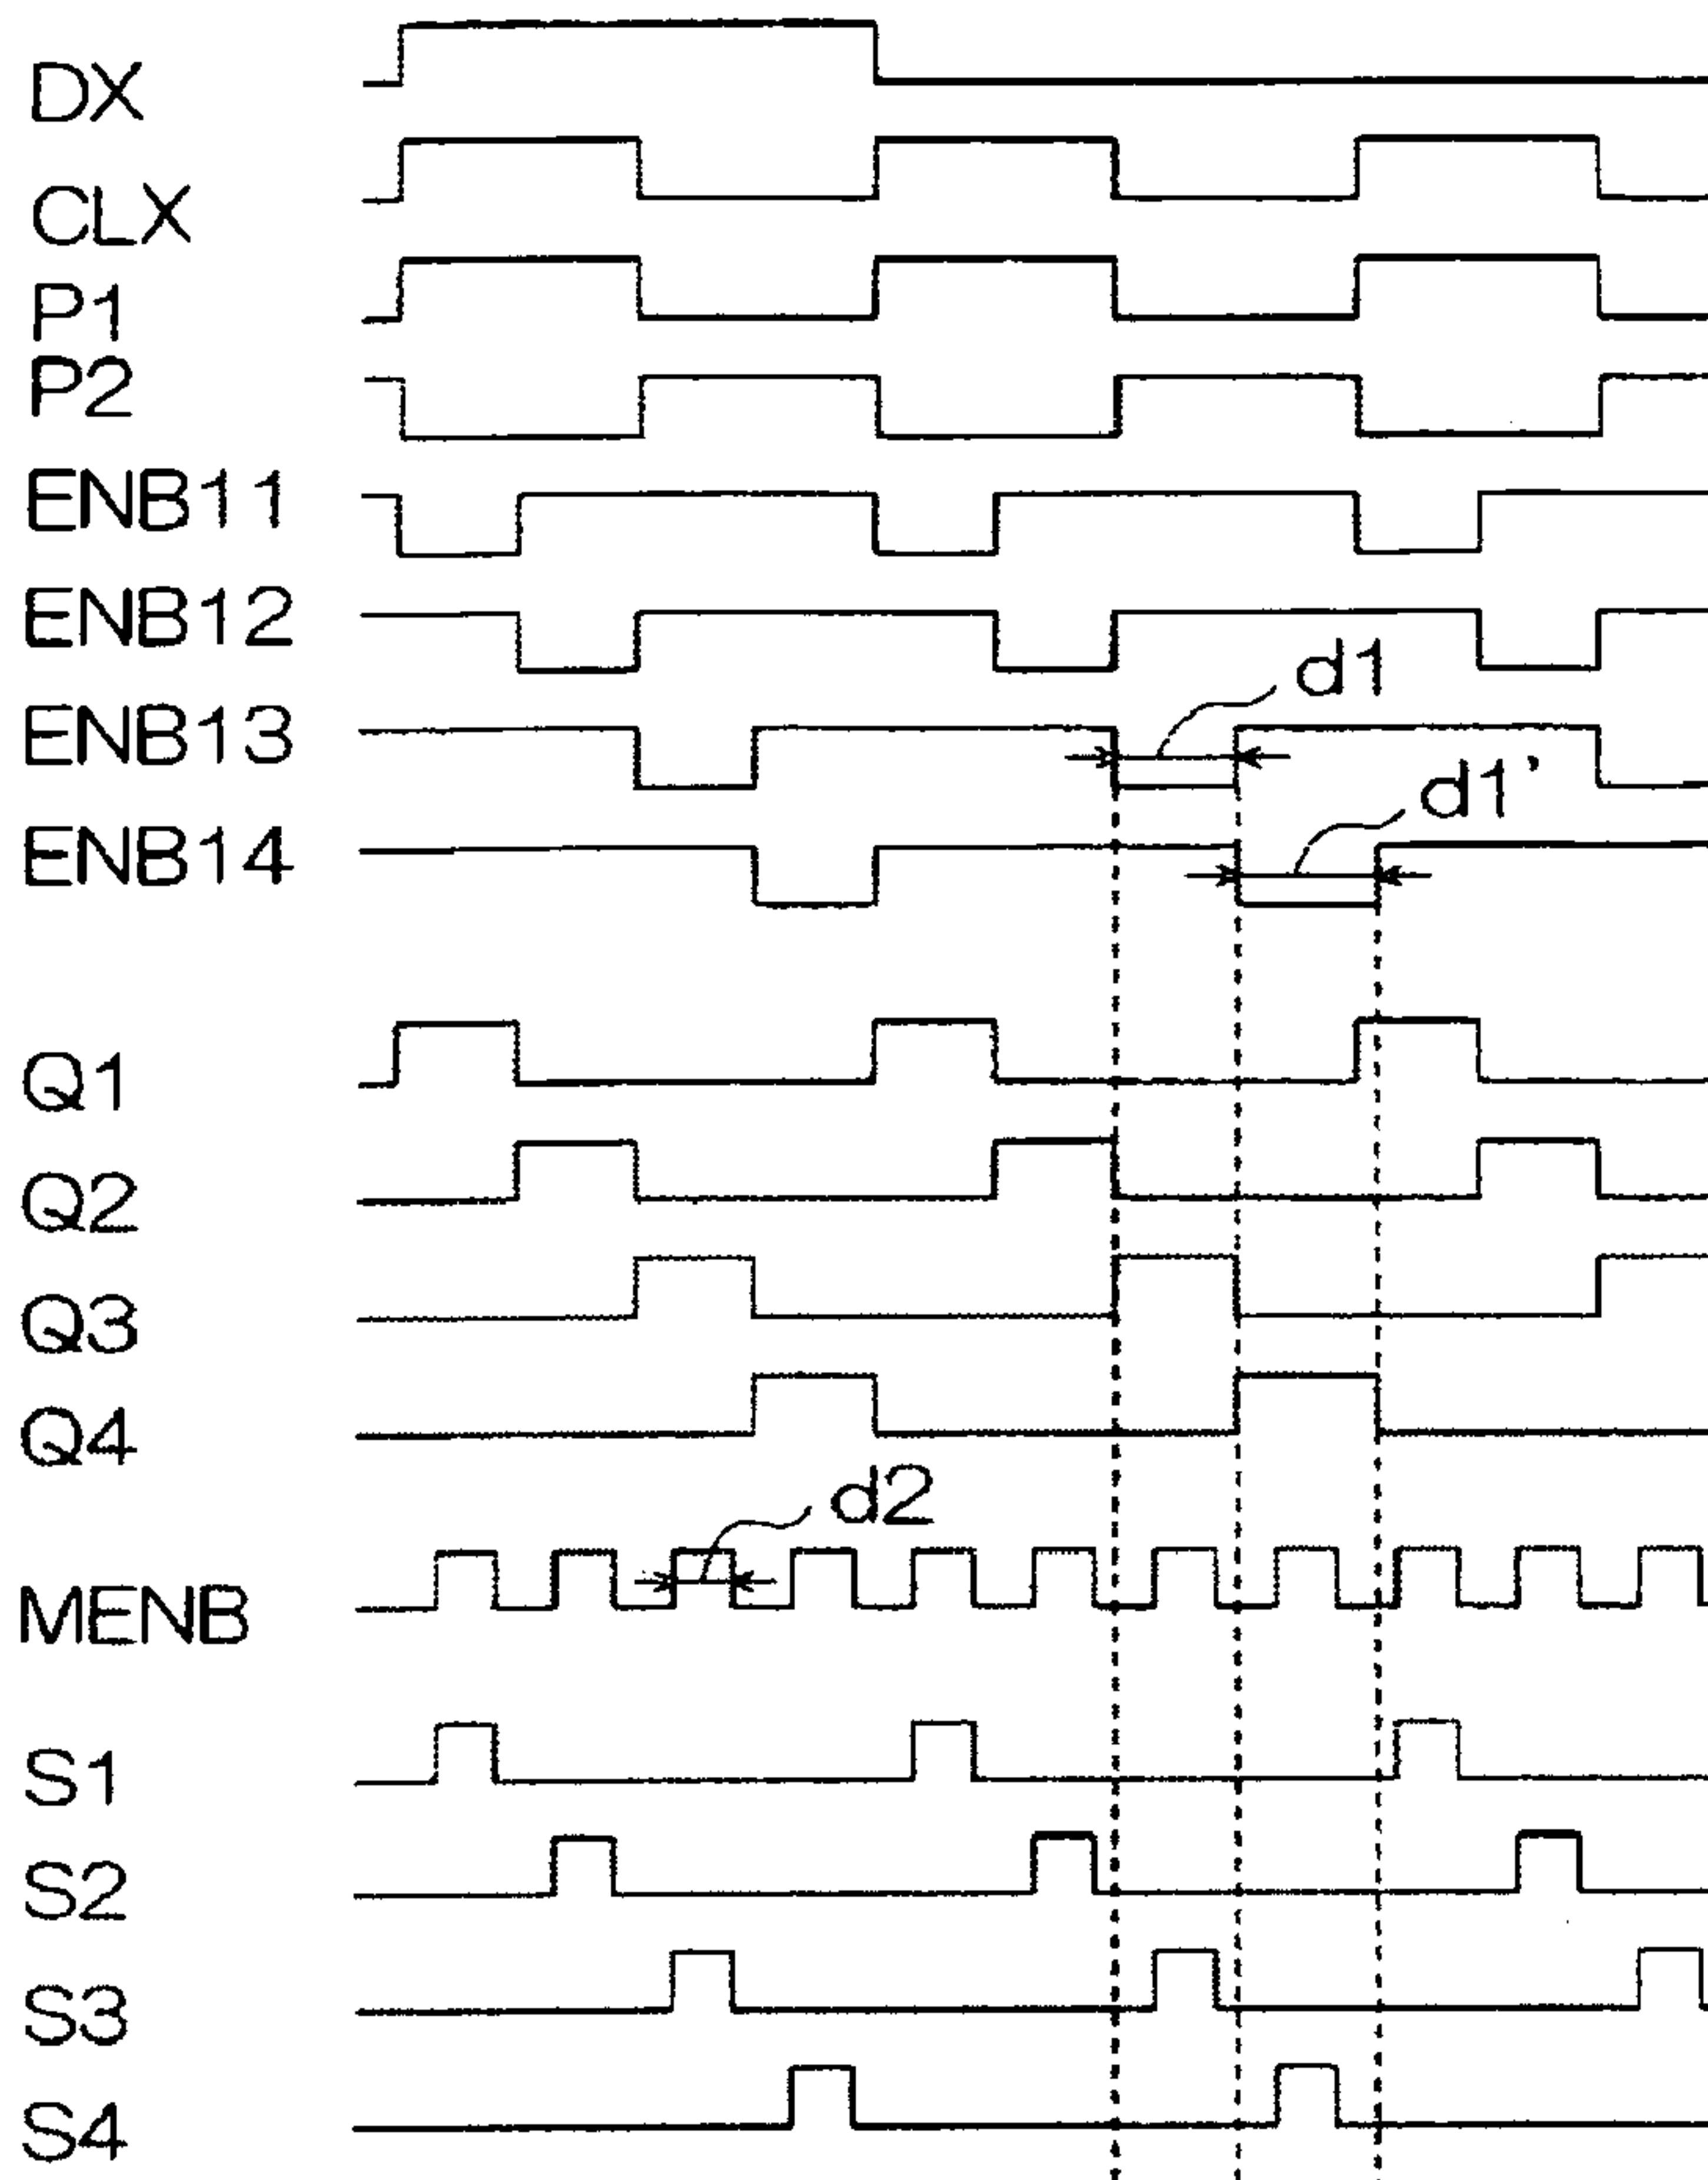 DX
CLX
P1
P2
ENB11
ENB12
d1
ENB13
d1'
ENB14
Q1
Q2
Q3
Q4
d2
MENB
S1
S2
S3
S4